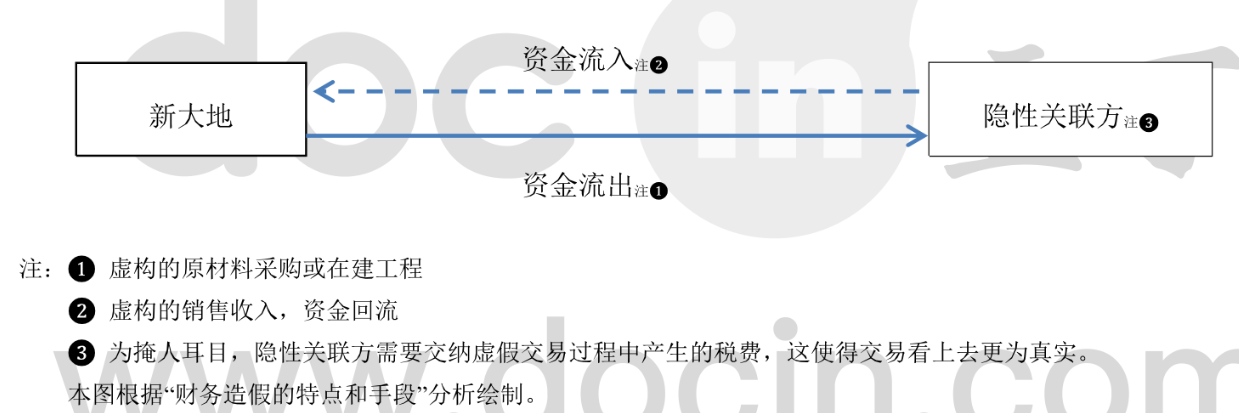 资金流入注❷
新大地
隐性关联方注❸
资金流出注❶
注：❶ 虚构的原材料采购或在建工程
❷ 虚构的销售收入，资金回流
❸ 为掩人耳目，隐性关联方需要交纳虚假交易过程中产生的税费，这使得交易看上去更为真实。
本图根据“财务造假的特点和手段”分析绘制。
docin
www.docin.com